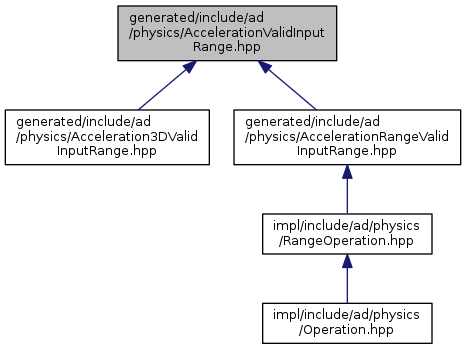 generated/include/ad
/physics/AccelerationValidInput
Range.hpp
generated/include/ad
/physics/Acceleration3DValid
InputRange.hpp
generated/include/ad
/physics/AccelerationRangeValid
InputRange.hpp
impl/include/ad/physics
/RangeOperation.hpp
impl/include/ad/physics
/Operation.hpp